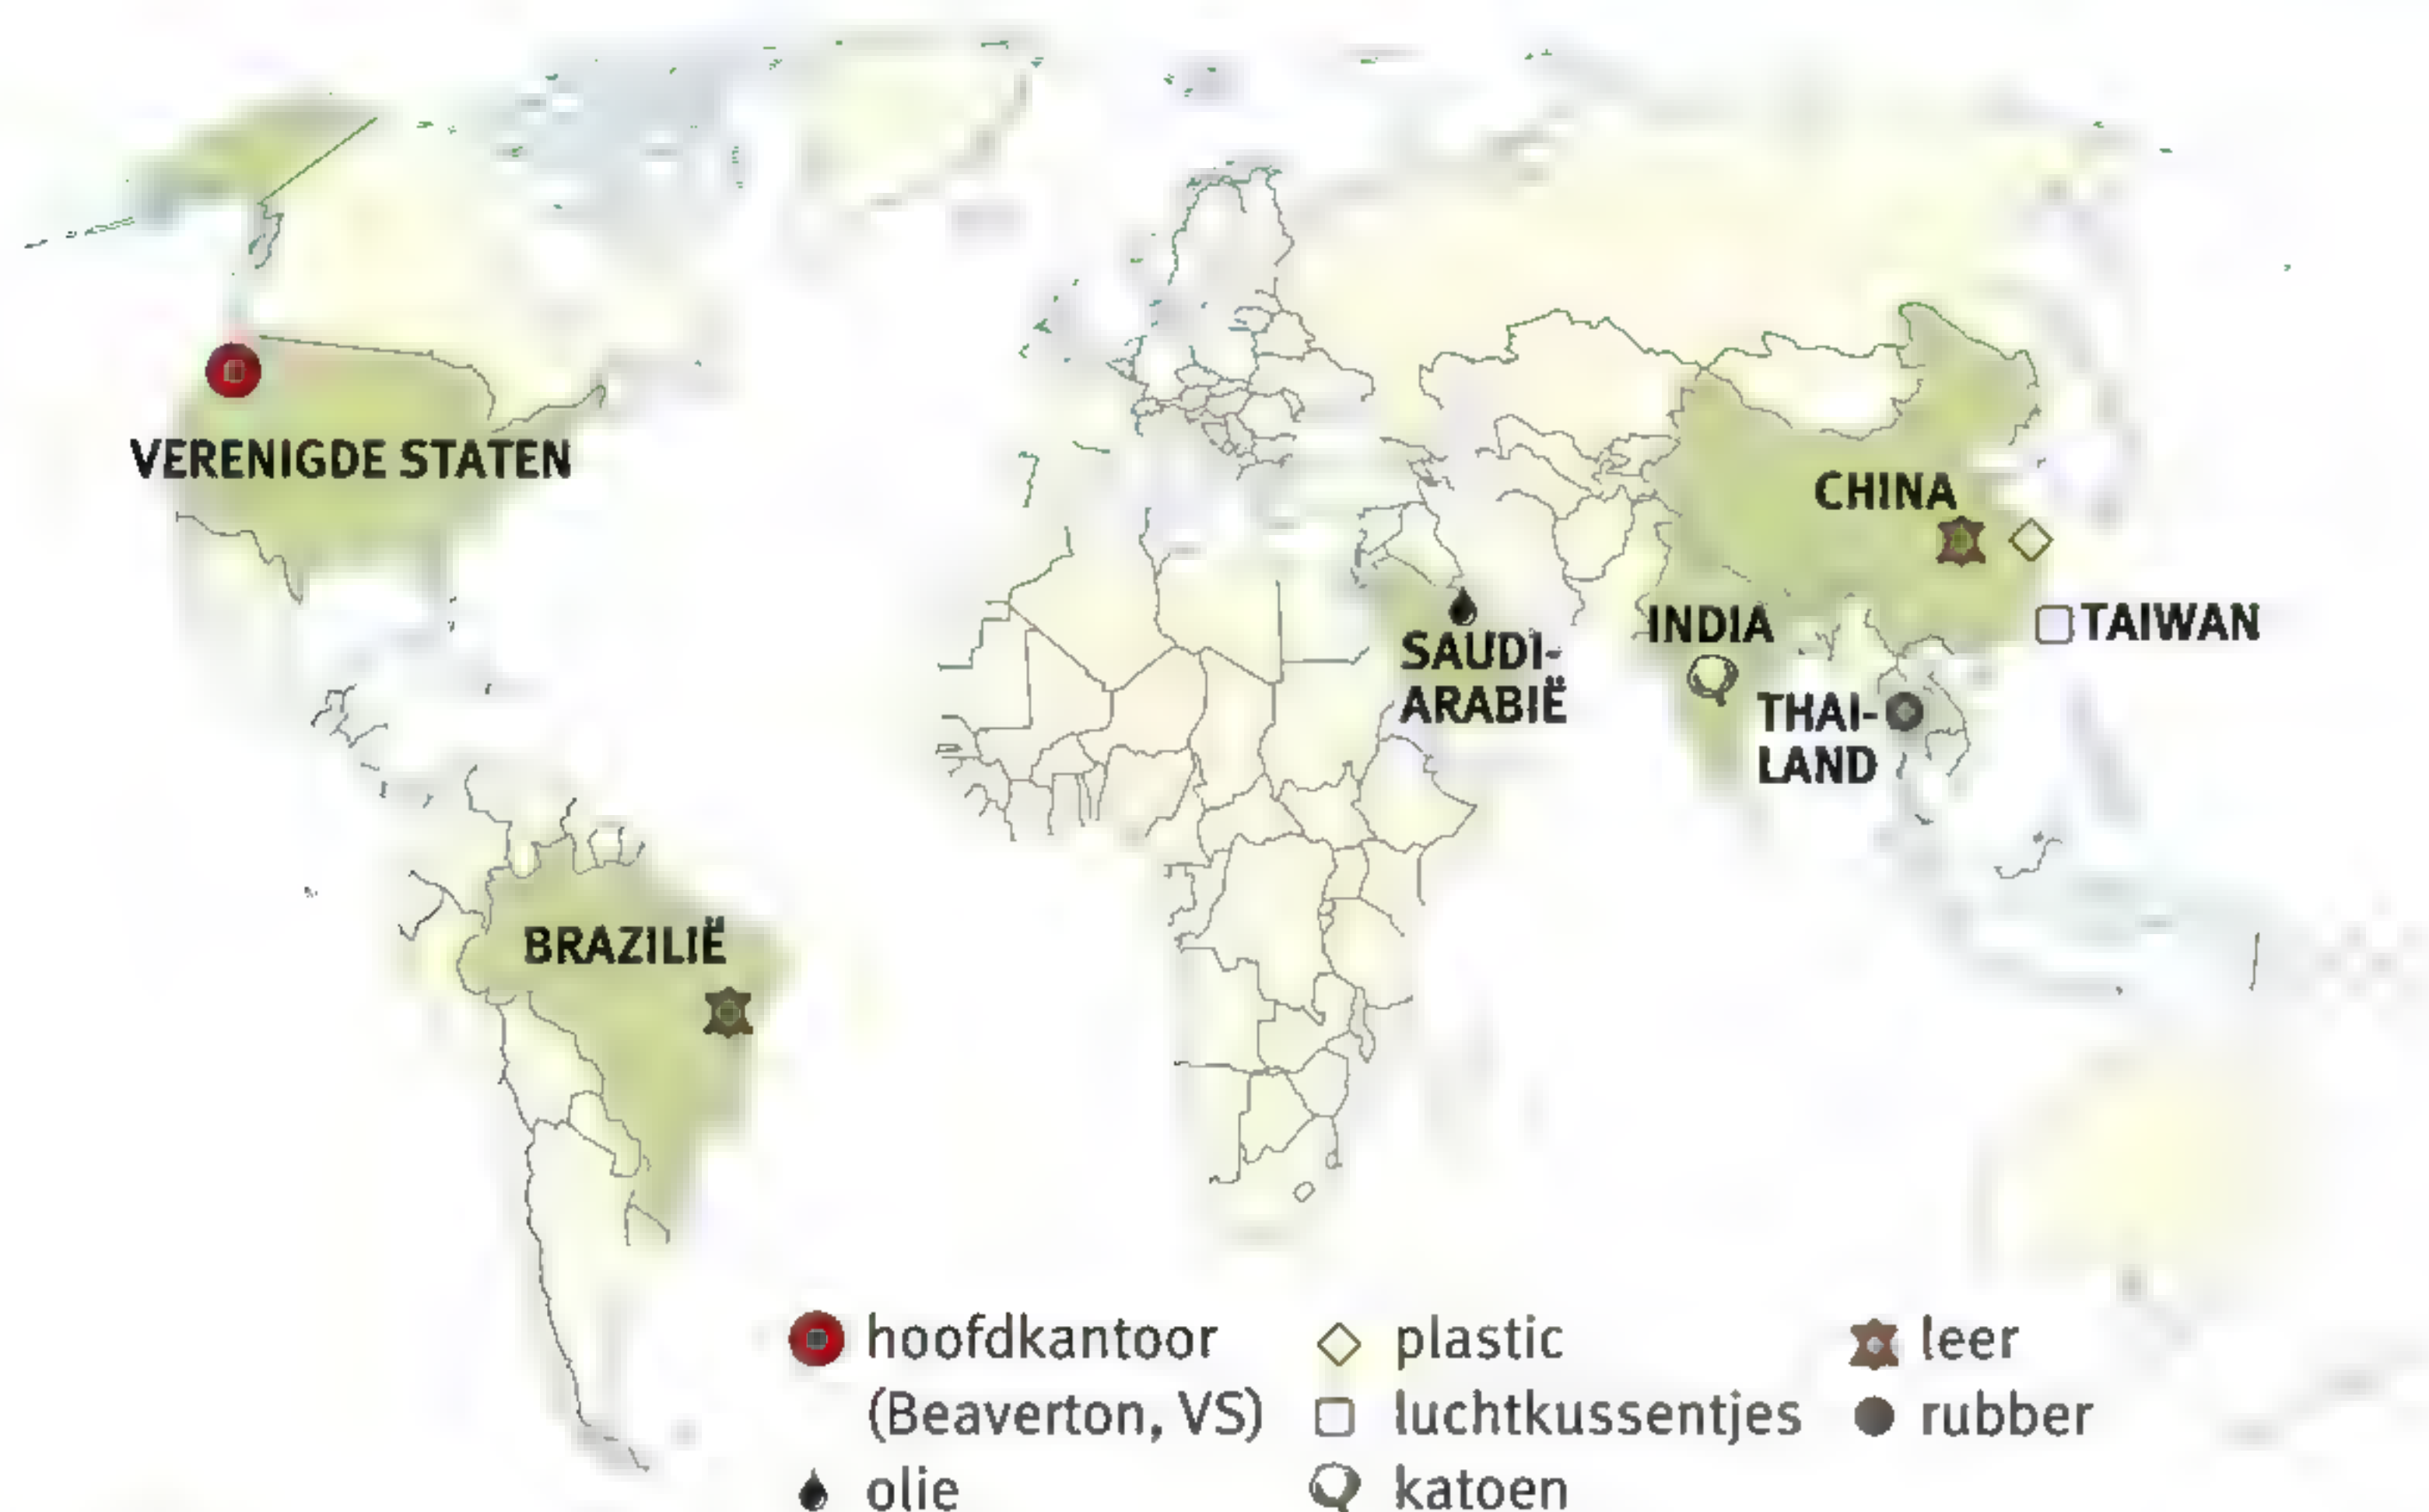 VERENIGDE STATEN
CHINA
INDIA
TAIWAN
SAUDI-
ARABIË
THAI-
LAND
BRAZILIË
hoofdkantoor
(Beaverton, VS)
olie
plastic
luchtkussentjes
katoen
leer
rubber